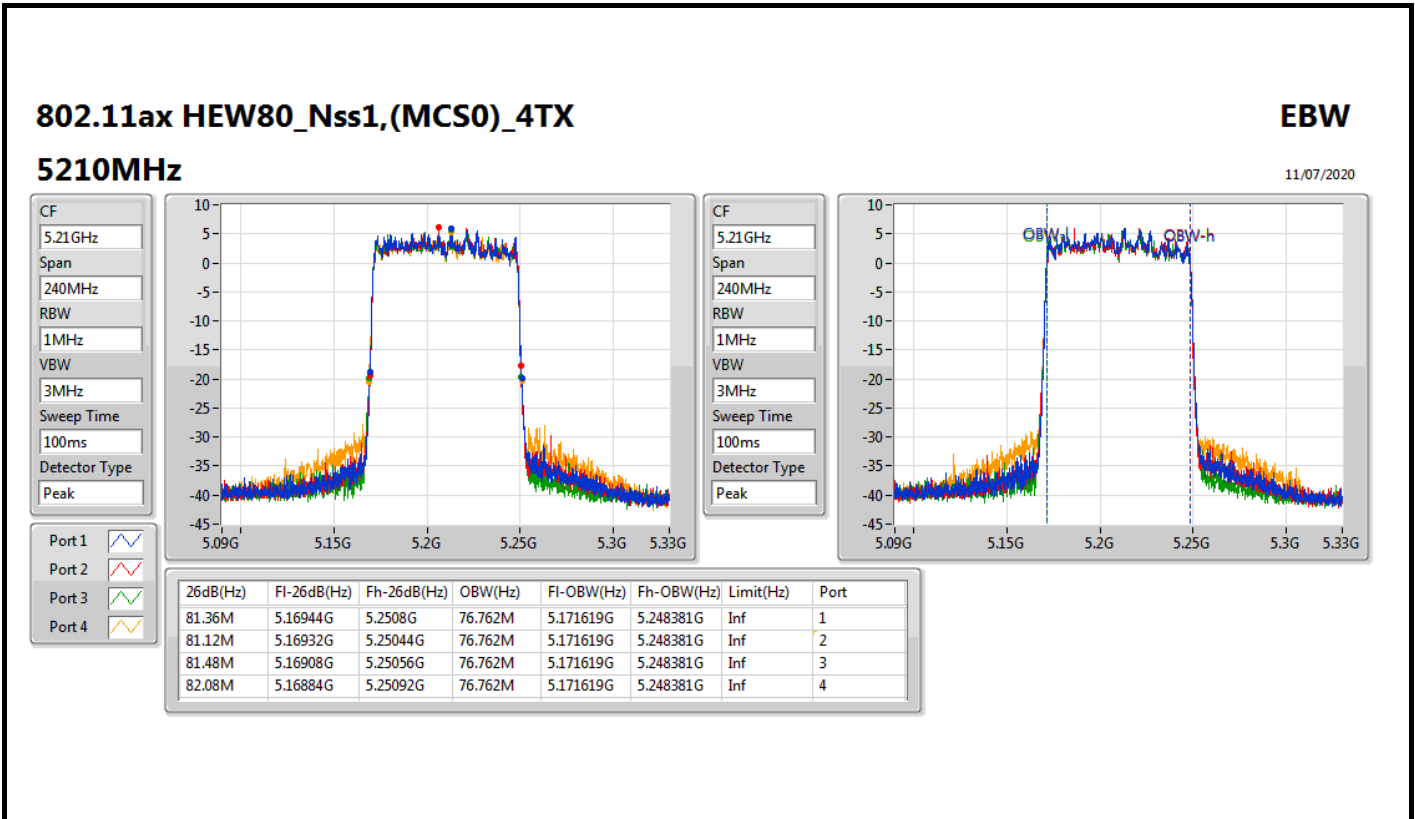 802.11ax HEW80_Nss1,(MCS0)_4TX
EBW
5210MHz
11/07/2020
CF
5.21GHz
Span
240MHz
RBW
1MHz
VBW
3MHz
Sweep Time
100ms
Detector Type
Peak
10
5
0
-5
-10
-15
-20
-25
-30
-35
-40
-45
5.09G 5.15G 5.2G 5.25G 5.3G 5.33G
CF
5.21GHz
Span
240MHz
RBW
1MHz
VBW
3MHz
Sweep Time
100ms
Detector Type
Peak
10
5
0
-5
-10
-15
-20
-25
-30
-35
-40
-45
OBW-l OBW-h
5.09G 5.15G 5.2G 5.25G 5.3G 5.33G
Port 1
Port 2
Port 3
Port 4
26dB(Hz) Fl-26dB(Hz) Fh-26dB(Hz) OBW(Hz) Fl-OBW(Hz) Fh-OBW(Hz) Limit(Hz) Port
81.36M 5.16944G 5.2508G 76.762M 5.171619G 5.248381G Inf 1
81.12M 5.16932G 5.25044G 76.762M 5.171619G 5.248381G Inf 2
81.48M 5.16908G 5.25056G 76.762M 5.171619G 5.248381G Inf 3
82.08M 5.16884G 5.25092G 76.762M 5.171619G 5.248381G Inf 4